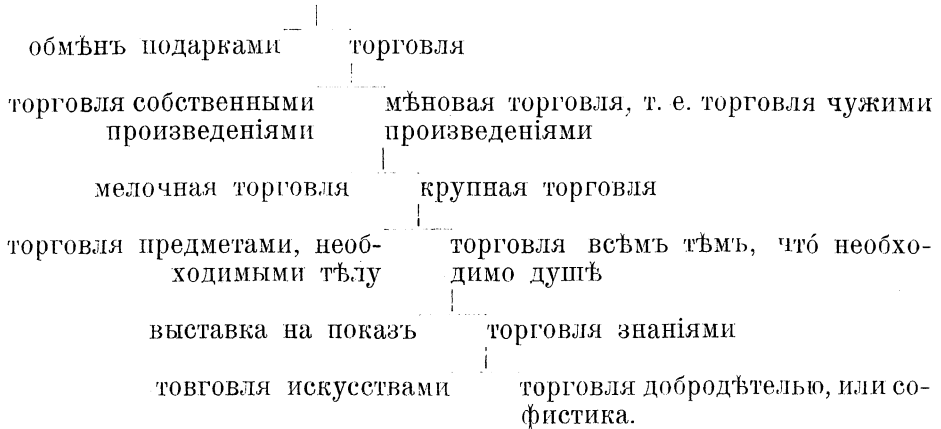 обмѣнъ подарками торговля
торговля собственными мѣновая торговля, т. е. торговля чужими
произведеніями произведеніями
мелочная торговля крупная торговля
торговля предметами, необ- торговля всѣмъ тѣмъ, что́ необхо-
ходимыми тѣлу димо душѣ
выставка на показъ торговля знаніями
товговля искусствами торговля добродѣтелью, или со-
фистика.